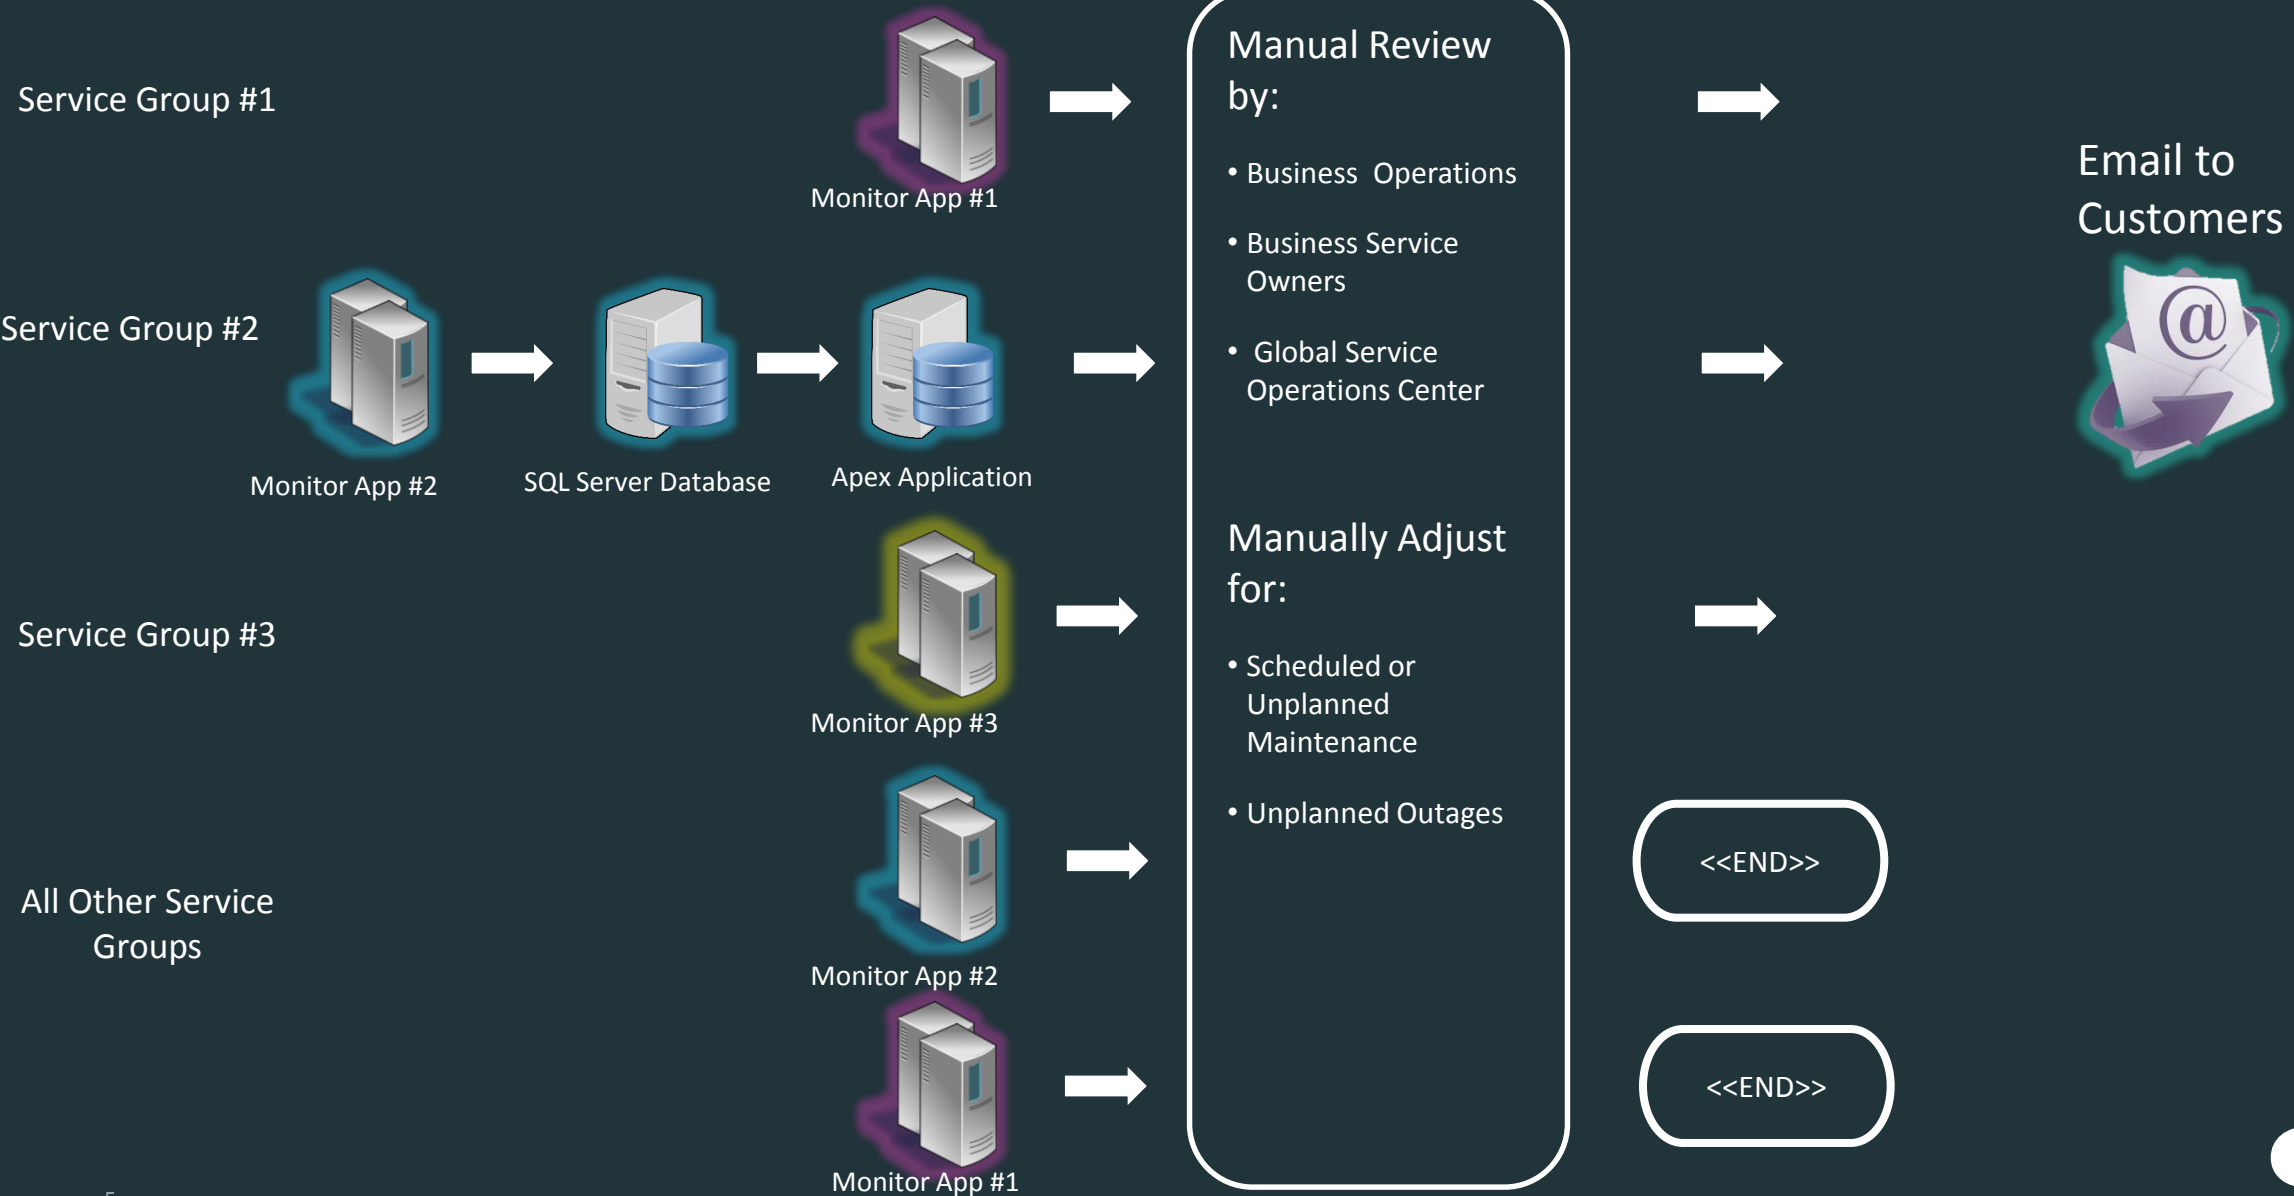 Service Group #1
Monitor App #1
Manual Review
by:
• Business  Operations
• Business Service
Owners
•  Global Service
Operations Center
Email to
Customers
@
Service Group #2
Monitor App #2
SQL Server Database
Apex Application
Manually Adjust
for:
• Scheduled or
Unplanned
Maintenance
• Unplanned Outages
Service Group #3
Monitor App #3
All Other Service
Groups
Monitor App #2
<<END>>
Monitor App #1
<<END>>